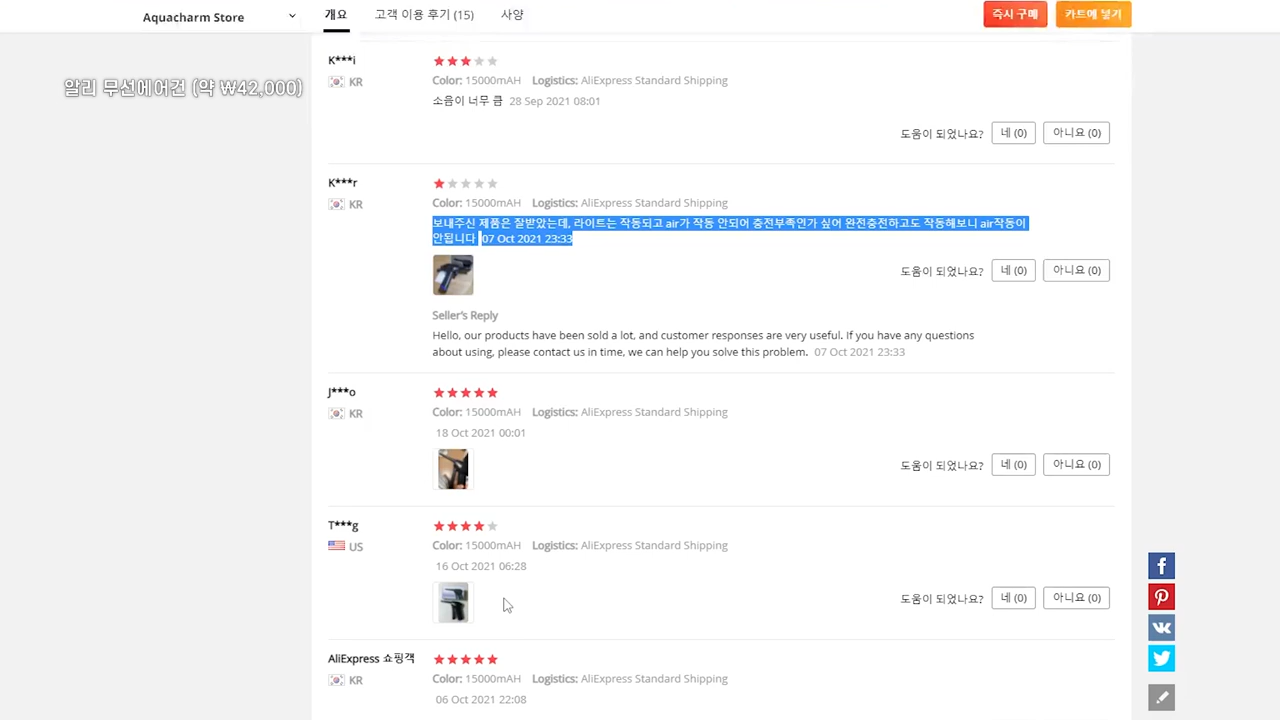 Aquacharm Store
개요
고객 이용 후기 (15)
사양
즉시 구매
카트에 넣기
알리 무선에어건 (약 ₩42,000)
K***i
KR
Color: 15000mAH Logistics: AliExpress Standard Shipping
소음이 너무 큼 28 Sep 2021 08:01
도움이 되었나요? 네 (0) 아니요 (0)
K***r
KR
Color: 15000mAH Logistics: AliExpress Standard Shipping
보내주신 제품은 잘받았는데, 라이트는 작동되고 air가 작동 안되어 충전부족인가 싶어 완전충전하고도 작동해보니 air작동이
안됩니다 07 Oct 2021 23:33
도움이 되었나요? 네 (0) 아니요 (0)
Seller's Reply
Hello, our products have been sold a lot, and customer responses are very useful. If you have any questions
about using, please contact us in time, we can help you solve this problem. 07 Oct 2021 23:33
J***o
KR
Color: 15000mAH Logistics: AliExpress Standard Shipping
18 Oct 2021 00:01
도움이 되었나요? 네 (0) 아니요 (0)
T***g
US
Color: 15000mAH Logistics: AliExpress Standard Shipping
16 Oct 2021 06:28
도움이 되었나요? 네 (0) 아니요 (0)
AliExpress 쇼핑객
KR
Color: 15000mAH Logistics: AliExpress Standard Shipping
06 Oct 2021 22:08